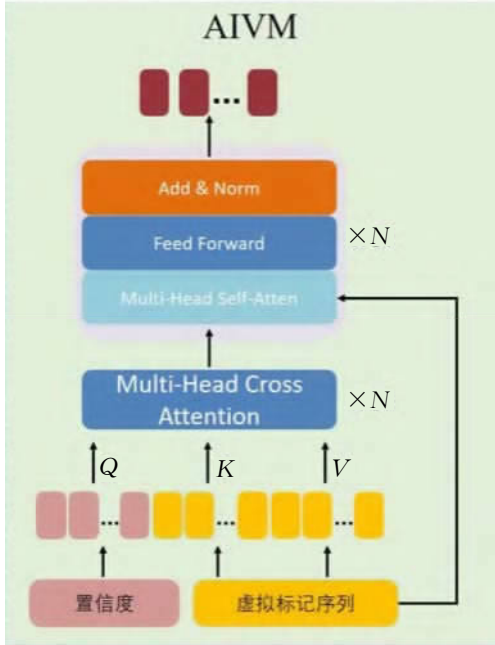 AIVM
...
Add & Norm
Feed Forward
×N
Multi-Head Self-Atten
Multi-Head Cross
Attention
×N
Q
K
V
... ... ...
置信度
虚拟标记序列